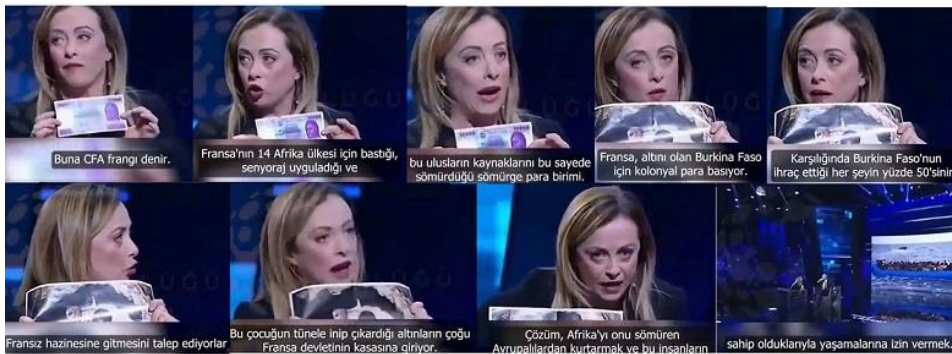 Buna CFA frangı denir.
Fransa'nın 14 Afrika ülkesi için bastığı,
senyoraj uyguladığı ve
bu ulusların kaynaklarını bu sayede
sömürdüğü sömürge para birimi.
Fransa, altını olan Burkina Faso
için kolonyal para basıyor.
Karşılığında Burkina Faso'nun
ihraç ettiği her şeyin yüzde 50'sinin
Fransız hazinesine gitmesini talep ediyorlar
Bu çocuğun tünele inip çıkardığı altınların çoğu
Fransa devletinin kasasına giriyor.
Çözüm, Afrika'yı onu sömüren
Avrupalılardan kurtarmak ve bu insanların
sahip olduklarıyla yaşamalarına izin vermek.